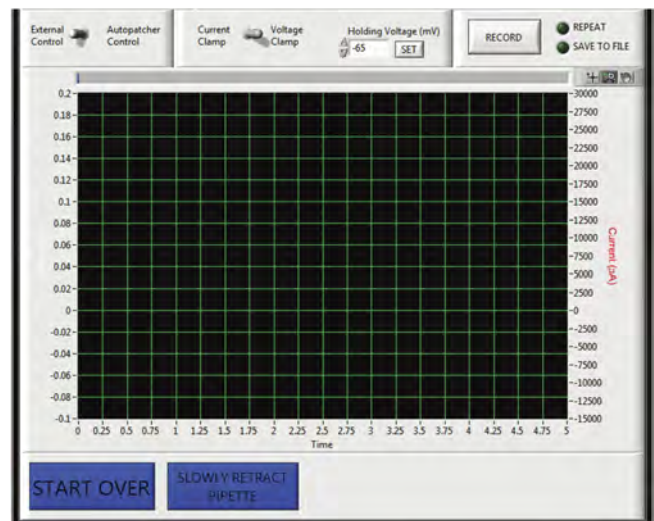 External Control
Autopatcher Control
Current Clamp
Voltage Clamp
Holding Voltage (mV)
-65
SET
RECORD
REPEAT
SAVE TO FILE
0.2
0.18
0.16
0.14
0.12
0.1
0.08
0.06
0.04
0.02
0
-0.02
-0.04
-0.06
-0.08
-0.1
30000
27500
25000
22500
20000
17500
15000
12500
10000
7500
5000
2500
0
-2500
-5000
-7500
-10000
-12500
-15000
Current (pA)
0 0.25 0.5 0.75 1 1.25 1.5 1.75 2 2.25 2.5 2.75 3 3.25 3.5 3.75 4 4.25 4.5 4.75 5
Time
START OVER
SLOWLY RETRACT
PIPETTE